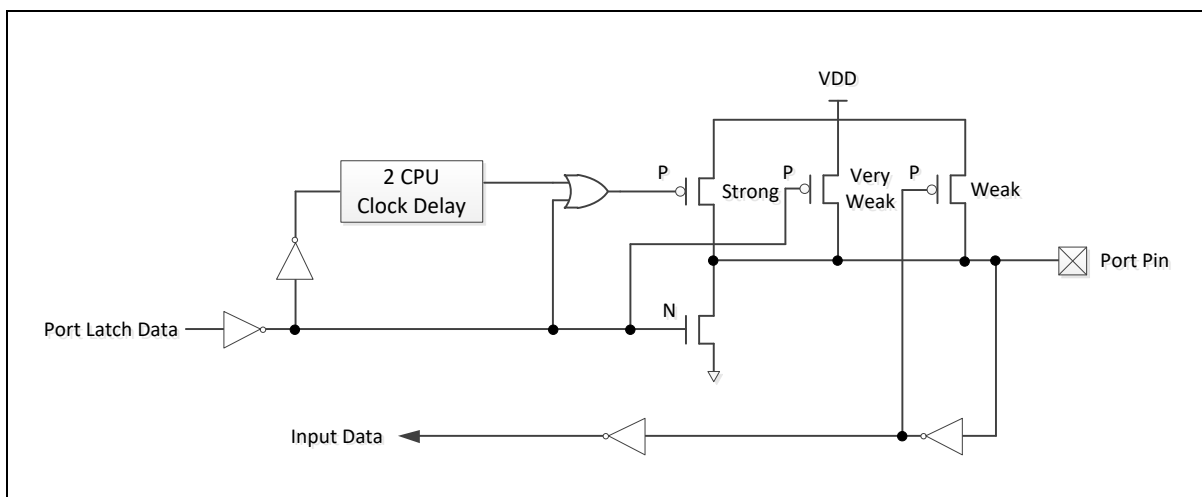 VDD
2 CPU
Clock Delay
P
Strong
P
Very
Weak
P
Weak
Port Pin
N
Port Latch Data
Input Data